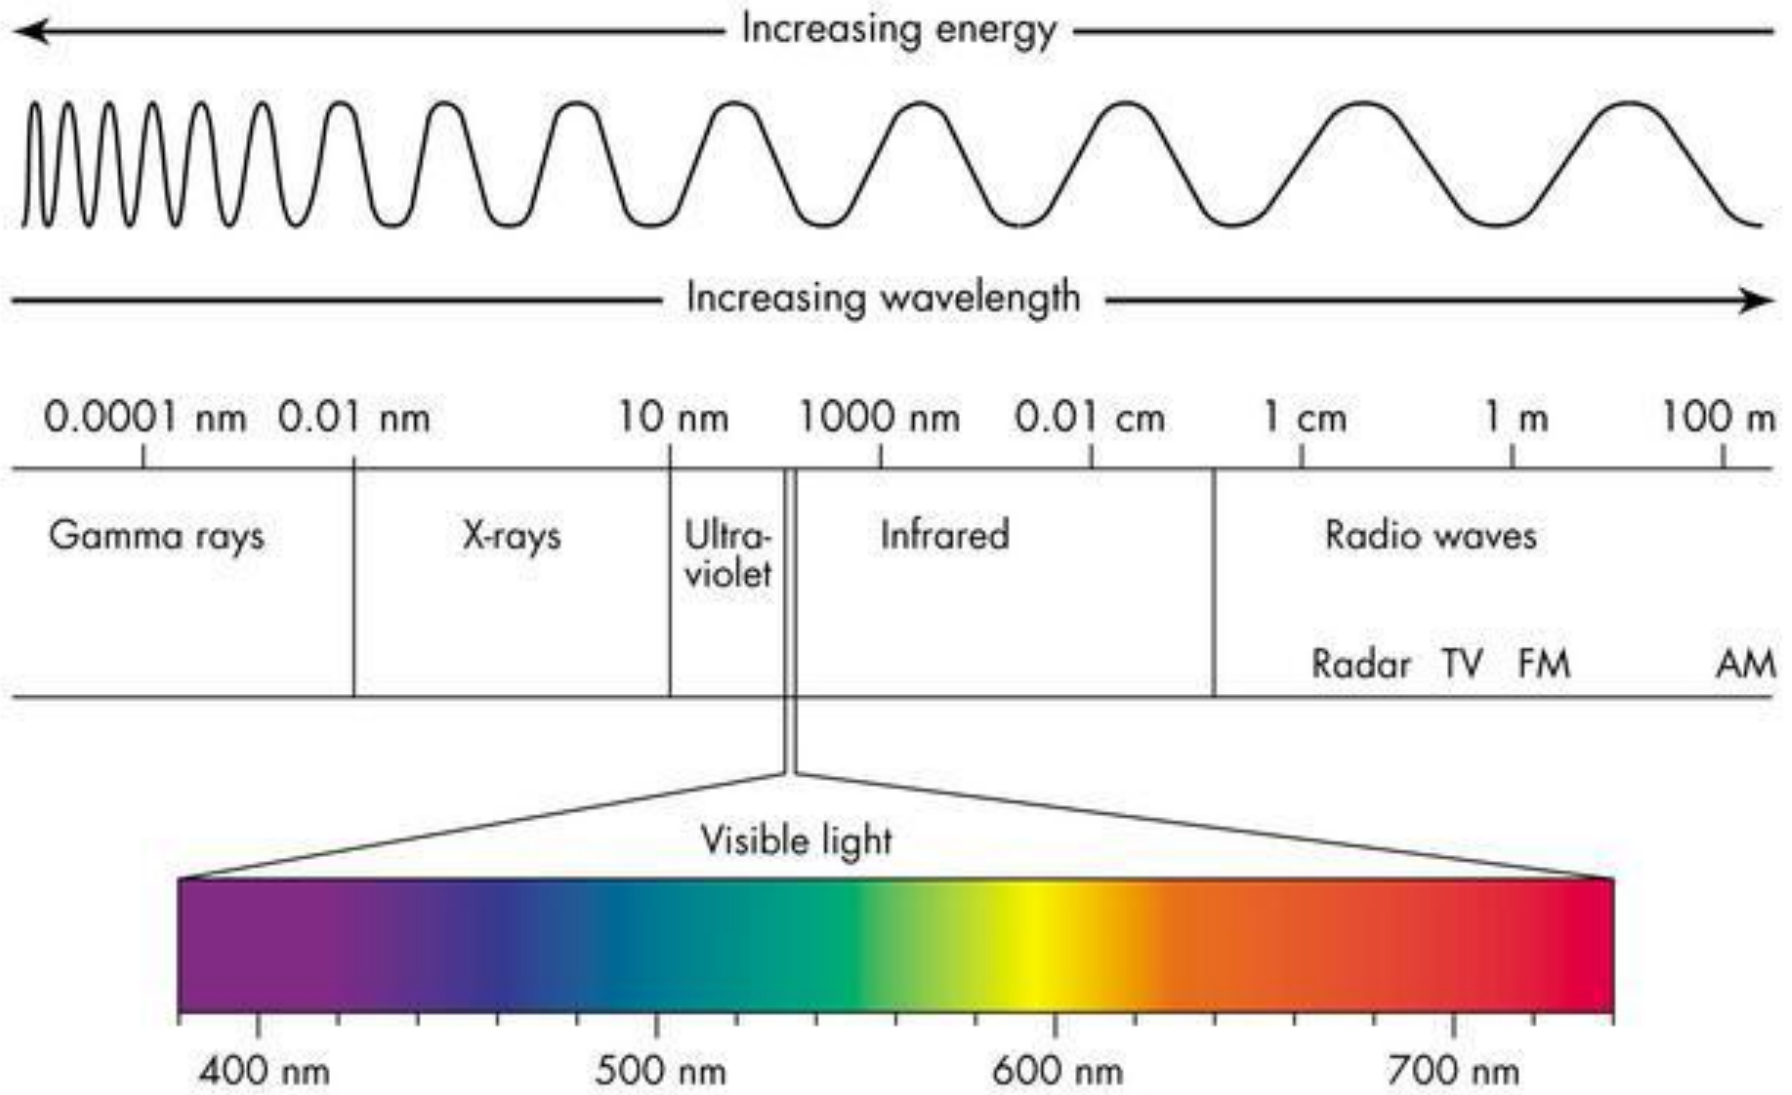 Increasing energy
Increasing wavelength
0.0001 nm 0.01 nm 10 nm 1000 nm 0.01 cm 1 cm 1 m 100 m
Gamma rays X-rays Ultra- Infrared Radio waves
violet
Radar TV FM AM
Visible light
400 nm 500 nm 600 nm 700 nm